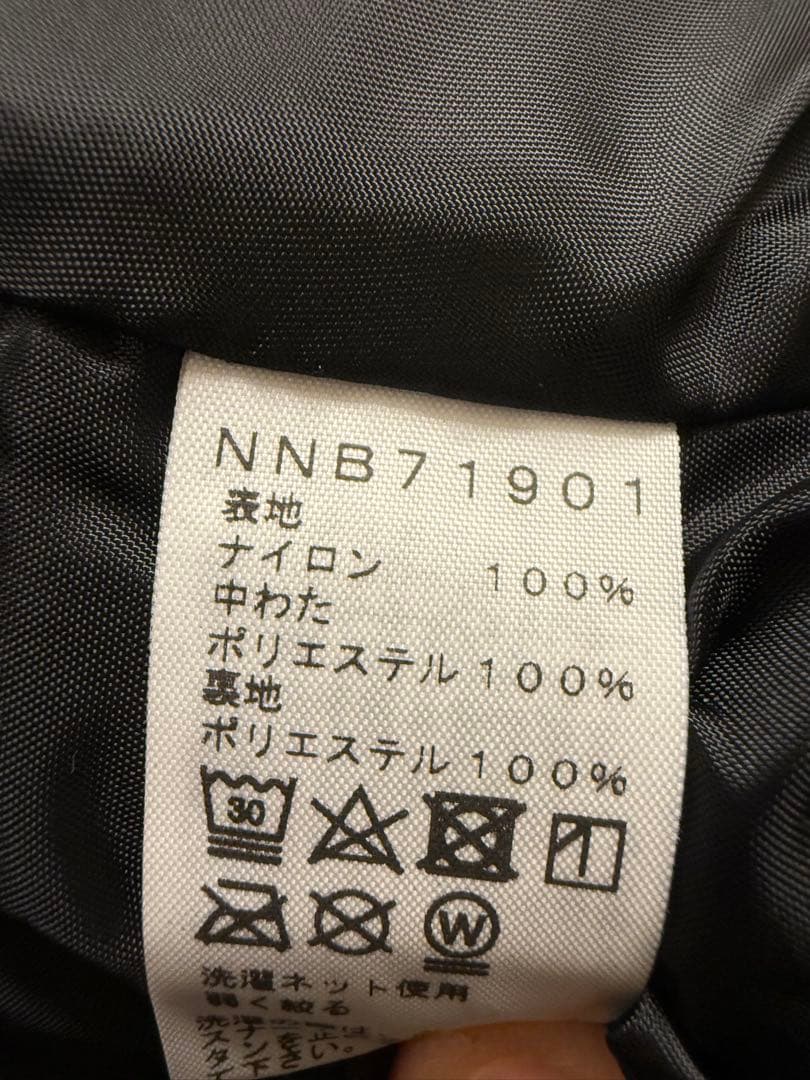 NNB71901
表地
ナイロン 100%
中わた
ポリエステル 100%
裏地
ポリエステル 100%
30
W
洗濯ネット使用
弱く絞る